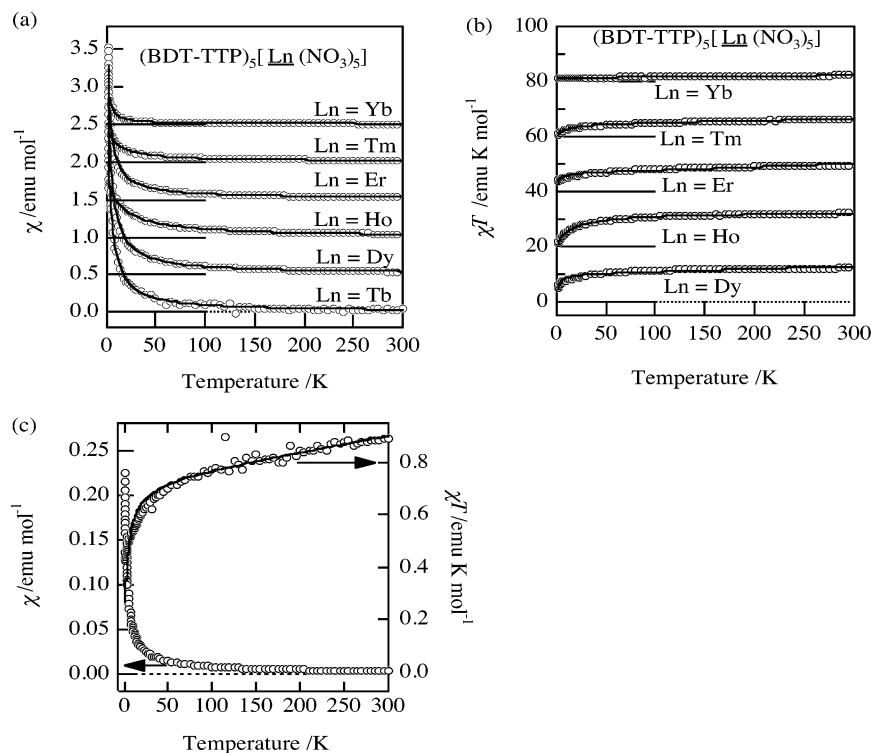 (a)
(BDT-TTP)5[ Ln (NO3)5]
3.5
3.0
2.5
2.0
1.5
1.0
0.5
0.0
χ /emu mol-1
Ln = Yb
Ln = Tm
Ln = Er
Ln = Ho
Ln = Dy
Ln = Tb
0
50
100
150
200
250
300
Temperature /K
(b)
(BDT-TTP)5[ Ln (NO3)5]
100
80
60
40
20
0
χT /emu K mol-1
Ln = Yb
Ln = Tm
Ln = Er
Ln = Ho
Ln = Dy
0
50
100
150
200
250
300
Temperature /K
(c)
0.25
0.20
0.15
0.10
0.05
0.00
χ /emu mol-1
0.8
0.6
0.4
0.2
0.0
χT /emu K mol-1
0
50
100
150
200
250
300
Temperature /K